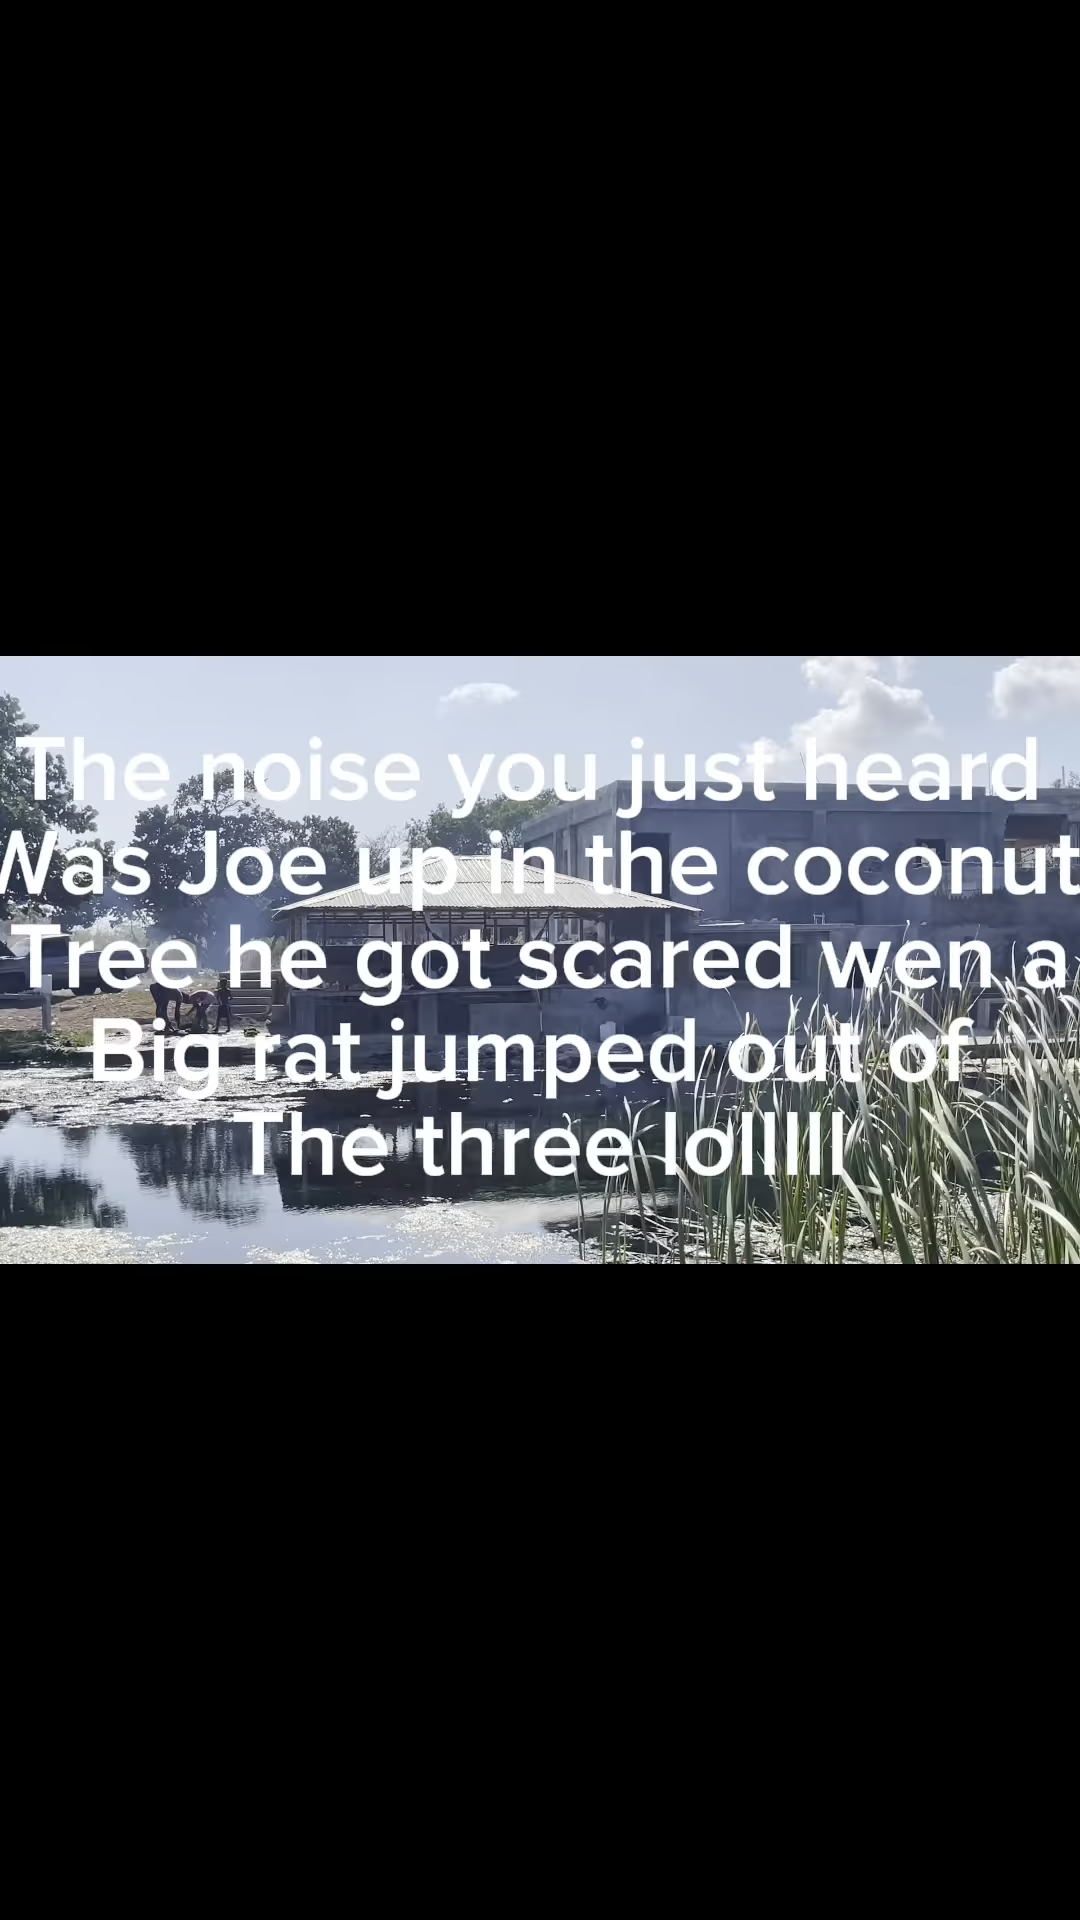 The noise you just heard
Was Joe up in the coconut
Tree he got scared wen a
Big rat jumped out of
The three lolllll